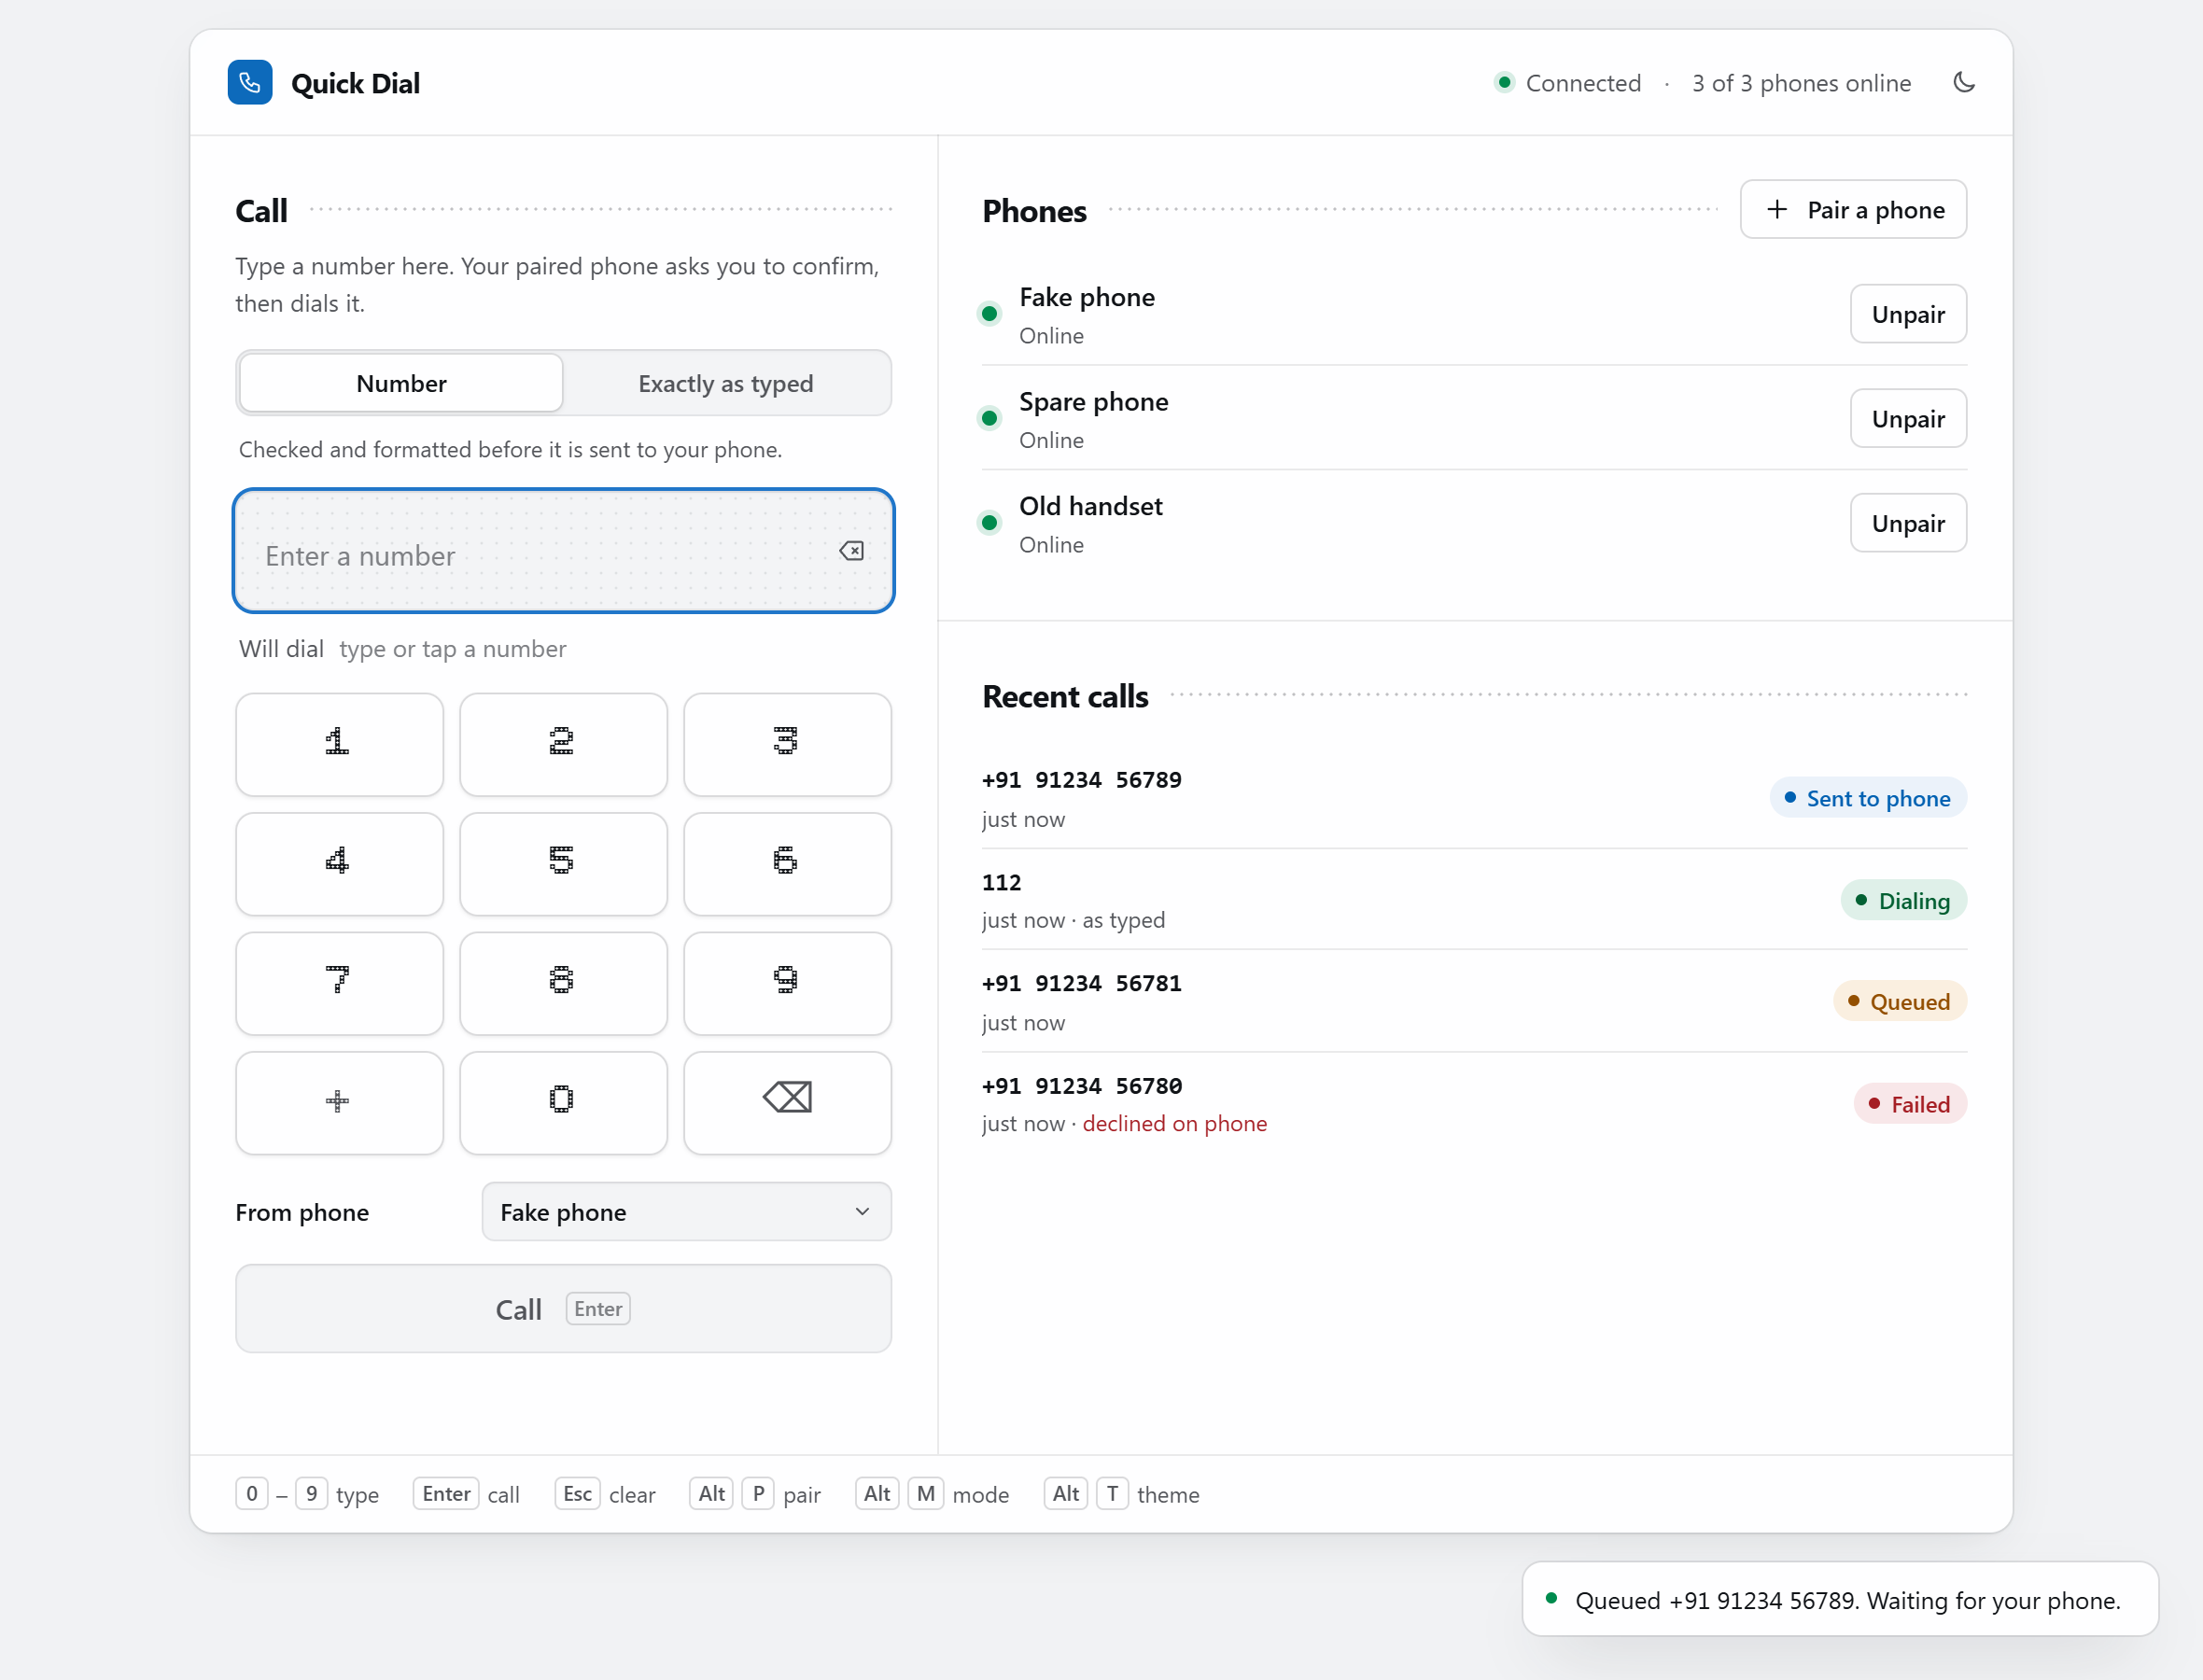 Quick Dial
Connected · 3 of 3 phones online
Call
Type a number here. Your paired phone asks you to confirm,
then dials it.
Number
Exactly as typed
Checked and formatted before it is sent to your phone.
Enter a number
Will dial type or tap a number
1 2 3
4 5 6
7 8 9
+ 0 ⌫
From phone
Fake phone
Call Enter
Phones
+ Pair a phone
Fake phone
Online
Unpair
Spare phone
Online
Unpair
Old handset
Online
Unpair
Recent calls
+91 91234 56789
just now
Sent to phone
112
just now · as typed
Dialing
+91 91234 56781
just now
Queued
+91 91234 56780
just now · declined on phone
Failed
0 – 9 type Enter call Esc clear Alt P pair Alt M mode Alt T theme
Queued +91 91234 56789. Waiting for your phone.